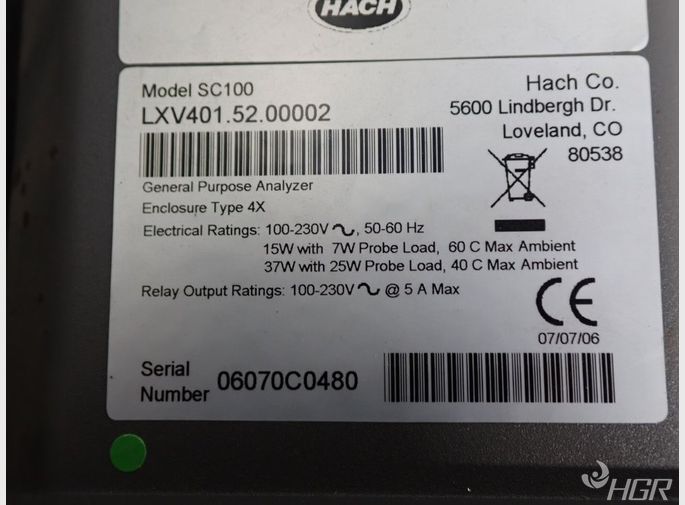 HACH
Model SC100
LXV401.52.00002
Hach Co.
5600 Lindbergh Dr.
Loveland, CO
80538
General Purpose Analyzer
Enclosure Type 4X
Electrical Ratings: 100-230V ∿, 50-60 Hz
15W with 7W Probe Load, 60 C Max Ambient
37W with 25W Probe Load, 40 C Max Ambient
Relay Output Ratings: 100-230V ∿ @ 5 A Max
CE
07/07/06
Serial
Number 06070C0480
HGR